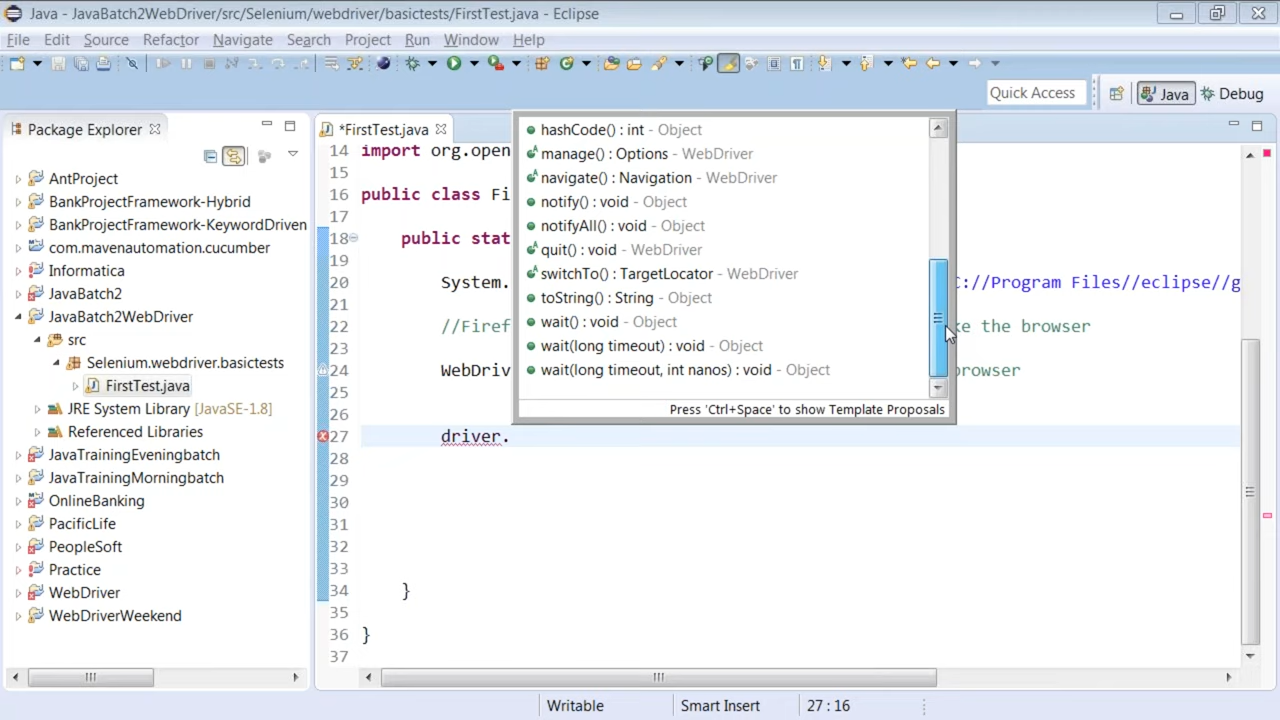 Java - JavaBatch2WebDriver/src/Selenium/webdriver/basictests/FirstTest.java - Eclipse
File Edit Source Refactor Navigate Search Project Run Window Help
Quick Access
Java
Debug
Package Explorer
AntProject
BankProjectFramework-Hybrid
BankProjectFramework-KeywordDriven
com.navenautomation.cucumber
Informatica
JavaBatch2
JavaBatch2WebDriver
src
Selenium.webdriver.basictests
FirstTest.java
JRE System Library [JavaSE-1.8]
Referenced Libraries
JavaTrainingEveningbatch
JavaTrainingMorningbatch
OnlineBanking
PacificLife
PeopleSoft
Practice
WebDriver
WebDriverWeekend
*FirstTest.java
14 import org.open
15
16 public class Fi
17
18 public stat
19
20 System. ://Program Files//eclipse//g
21
22 //Firef ke the browser
23
24 WebDriv browser
25
26
27 driver.
28
29
30
31
32
33
34 }
35
36 }
37
hashCode() : int - Object
manage() : Options - WebDriver
navigate() : Navigation - WebDriver
notify() : void - Object
notifyAll() : void - Object
quit() : void - WebDriver
switchTo() : TargetLocator - WebDriver
toString() : String - Object
wait() : void - Object
wait(long timeout) : void - Object
wait(long timeout, int nanos) : void - Object
Press 'Ctrl+Space' to show Template Proposals
Writable
Smart Insert
27 : 16